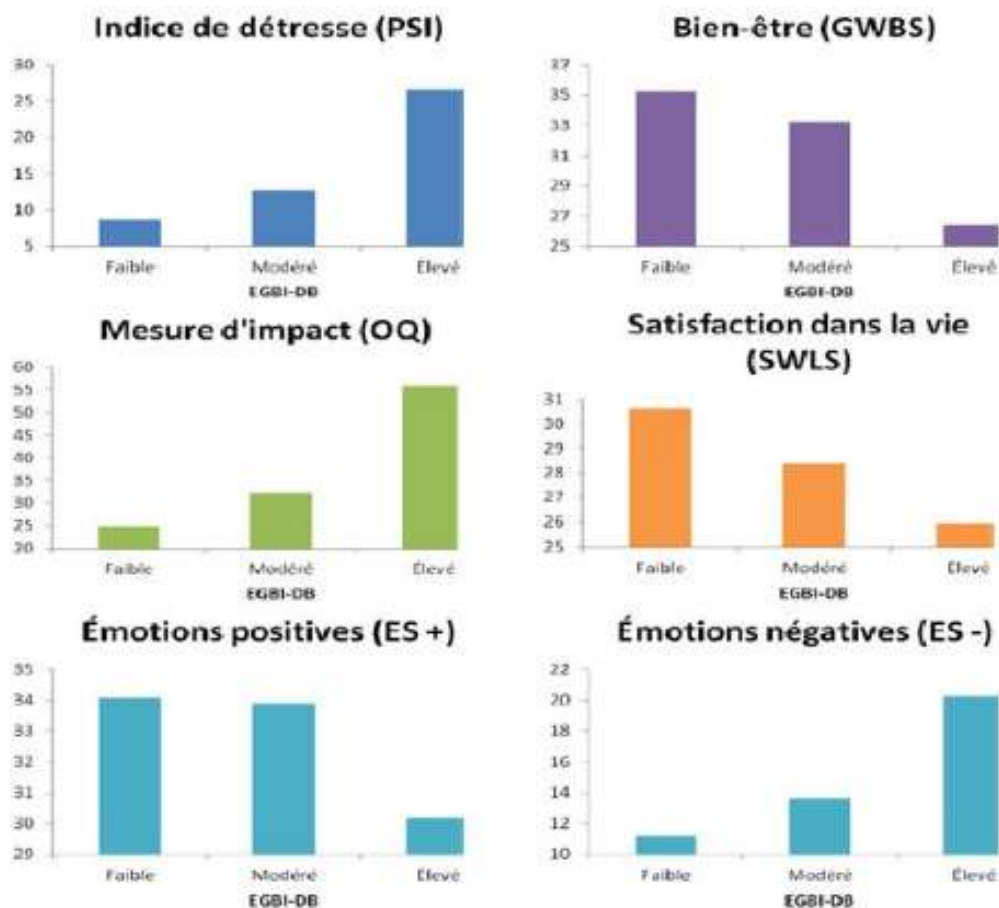 Indice de détresse (PSI)
30
25
20
15
10
5
Faible Modéré Élevé
EGBI-DB
Bien-être (GWBS)
37
35
33
31
29
27
25
Faible Modéré Élevé
EGBI-DB
Mesure d'impact (OQ)
60
55
50
45
40
35
30
25
20
Faible Modéré Élevé
EGBI-DB
Satisfaction dans la vie
(SWLS)
31
30
29
28
27
26
25
Faible Modéré Élevé
EGBI-DB
Émotions positives (ES +)
35
34
33
32
31
30
29
Faible Modéré Élevé
EGBI-DB
Émotions négatives (ES -)
22
20
18
16
14
12
10
Faible Modéré Élevé
EGBI-DB